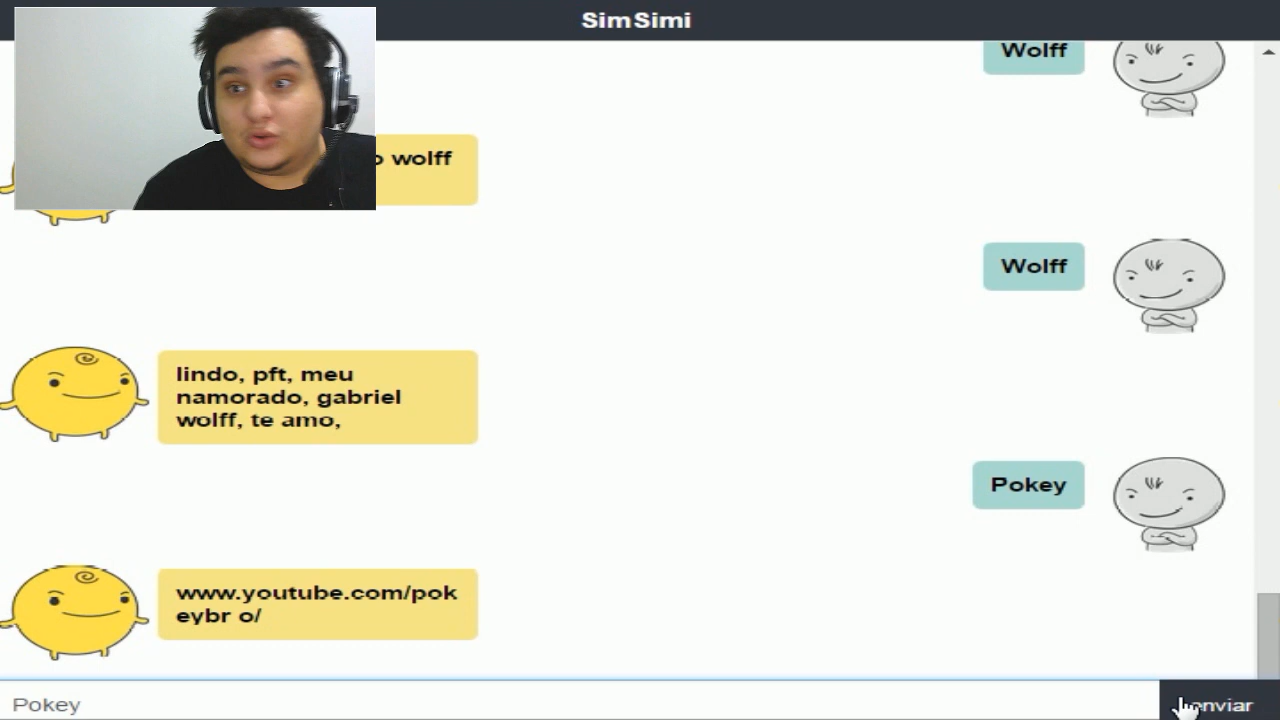 SimSimi
Wolff
wolff
Wolff
lindo, pft, meu
namorado, gabriel
wolff, te amo,
Pokey
www.youtube.com/pok
eybr o/
Pokey
enviar